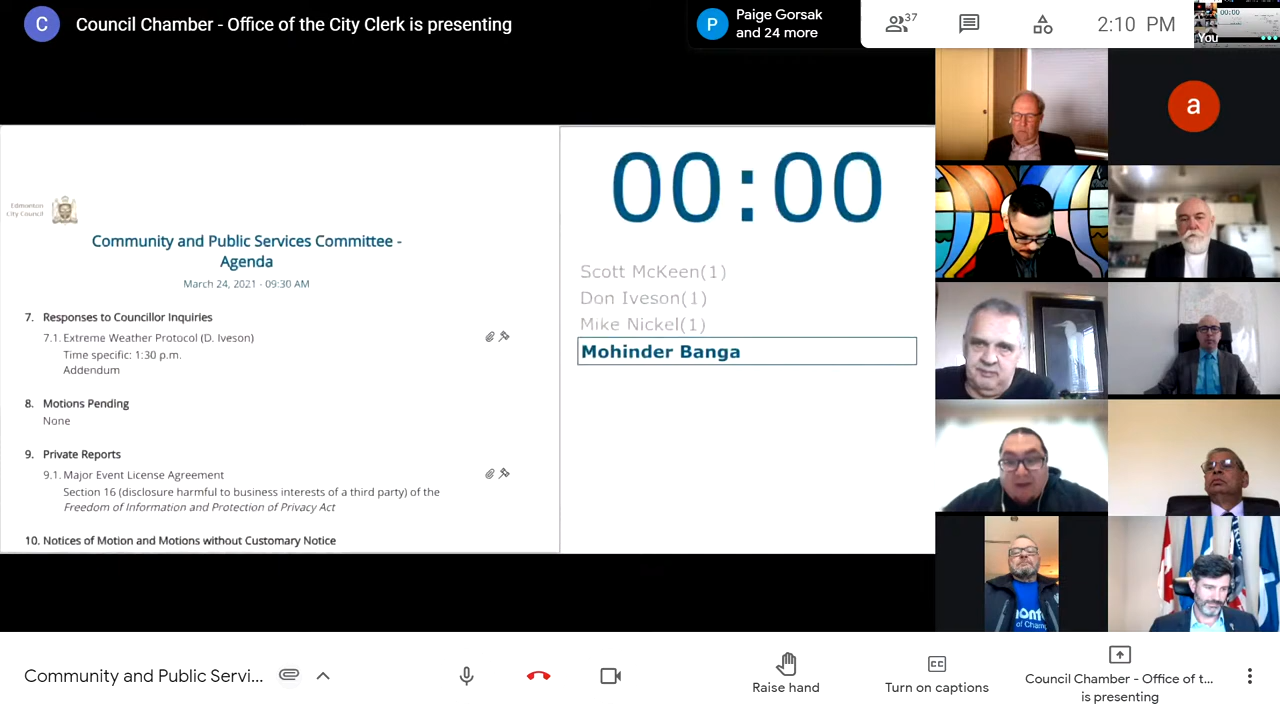 C
Council Chamber - Office of the City Clerk is presenting
P
Paige Gorsak
and 24 more
37
2:10 PM
00:00
You
a
Edmonton
City Council
Community and Public Services Committee -
Agenda
March 24, 2021 - 09:30 AM
7. Responses to Councillor Inquiries
7.1. Extreme Weather Protocol (D. Iveson)
Time specific: 1:30 p.m.
Addendum
8. Motions Pending
None
9. Private Reports
9.1. Major Event License Agreement
Section 16 (disclosure harmful to business interests of a third party) of the
Freedom of Information and Protection of Privacy Act
10. Notices of Motion and Motions without Customary Notice
00:00
Scott McKeen(1)
Don Iveson(1)
Mike Nickel(1)
Mohinder Banga
mont
of Cham
Community and Public Servi...
Raise hand
CC
Turn on captions
Council Chamber - Office of t...
is presenting